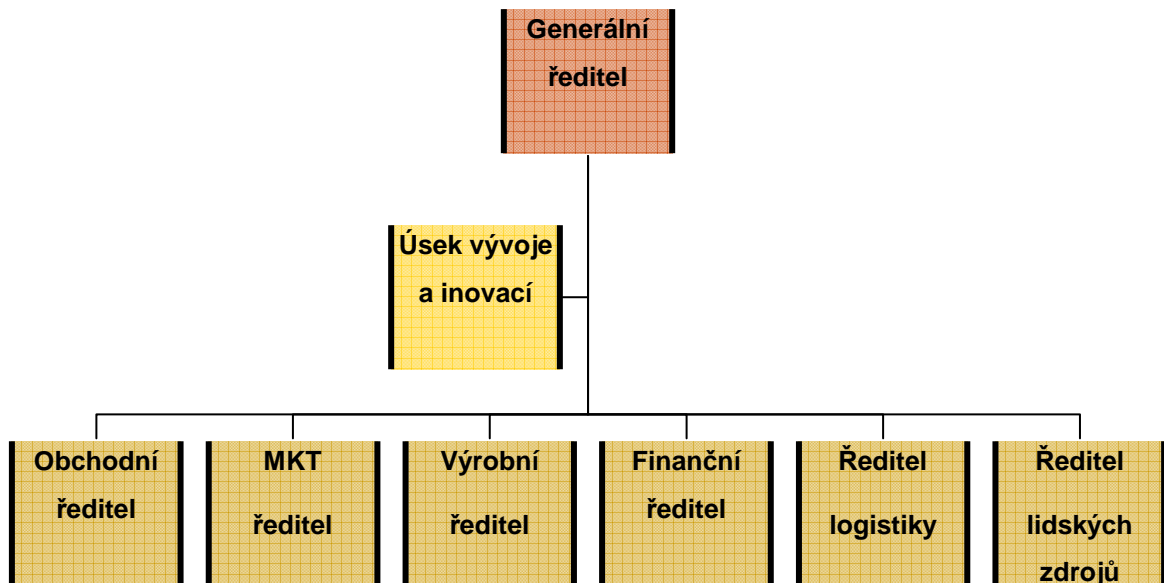 Generální
ředitel
Úsek vývoje
a inovací
Obchodní
ředitel
MKT
ředitel
Výrobní
ředitel
Finanční
ředitel
Ředitel
logistiky
Ředitel
lidských
zdrojů